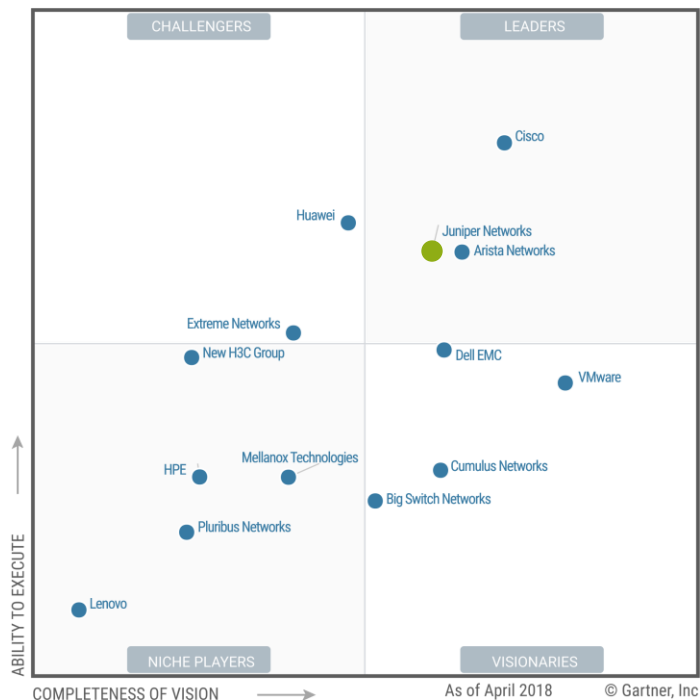 CHALLENGERS
LEADERS
Cisco
Huawei
Juniper Networks
Arista Networks
Extreme Networks
New H3C Group
Dell EMC
VMware
Mellanox Technologies
HPE
Cumulus Networks
Big Switch Networks
Pluribus Networks
Lenovo
ABILITY TO EXECUTE
NICHE PLAYERS
VISIONARIES
COMPLETENESS OF VISION
As of April 2018
© Gartner, Inc